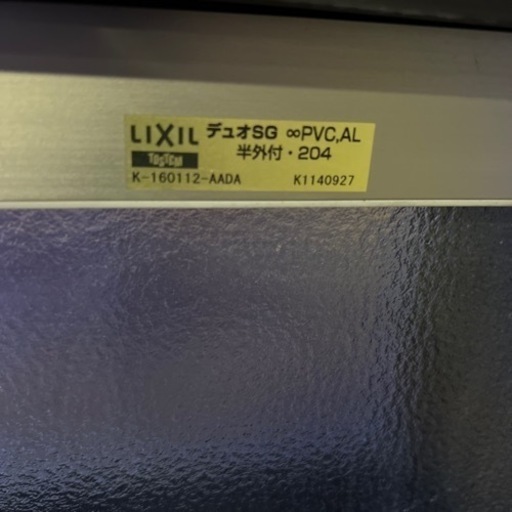 LIXIL デュオSG ∞PVC,AL
TOSTEM 半外付・204
K-160112-AADA K1140927